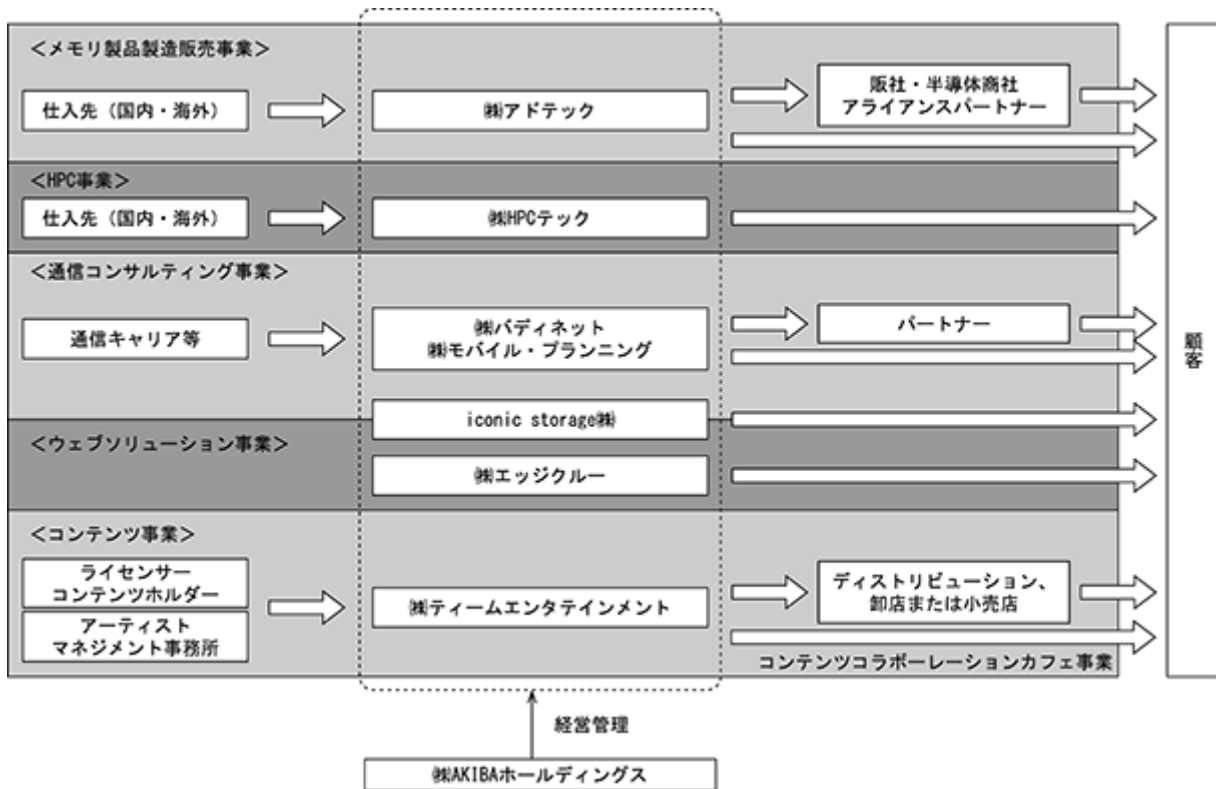 ＜メモリ製品製造販売事業＞
仕入先（国内・海外）
㈱アドテック
販社・半導体商社
アライアンスパートナー
＜HPC事業＞
仕入先（国内・海外）
㈱HPCテック
＜通信コンサルティング事業＞
通信キャリア等
㈱バディネット
㈱モバイル・プランニング
パートナー
iconic storage㈱
＜ウェブソリューション事業＞
㈱エッジクルー
＜コンテンツ事業＞
ライセンサー
コンテンツホルダー
アーティスト
マネジメント事務所
㈱ティームエンタテインメント
ディストリビューション、
卸店または小売店
コンテンツコラボレーションカフェ事業
顧客
経営管理
㈱AKIBAホールディングス